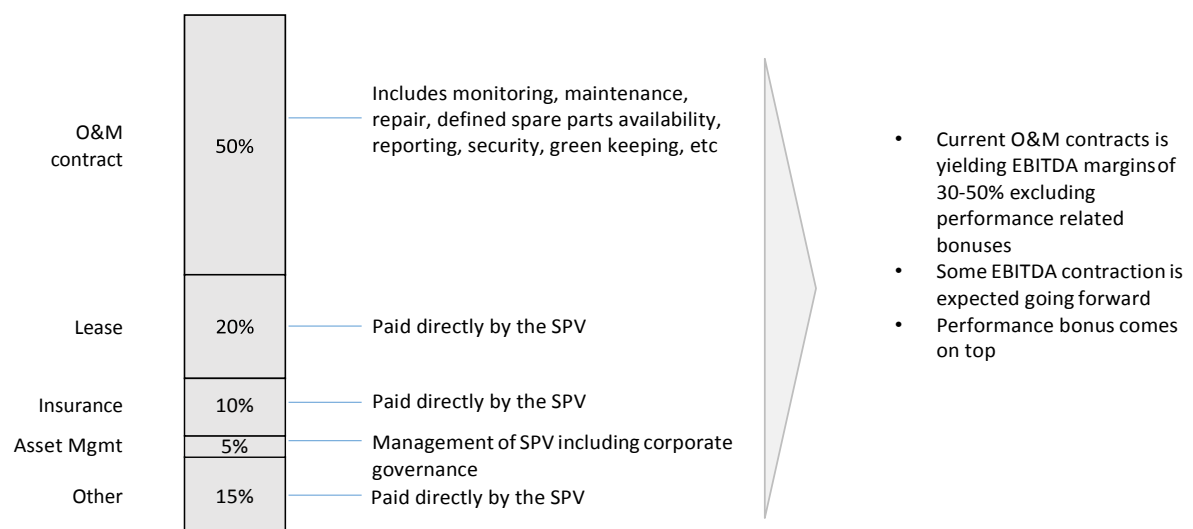 O&M
contract
50%
Includes monitoring, maintenance,
repair, defined spare parts availability,
reporting, security, green keeping, etc
Lease
20%
Paid directly by the SPV
Insurance
10%
Paid directly by the SPV
Asset Mgmt
5%
Management of SPV including corporate
governance
Other
15%
Paid directly by the SPV
• Current O&M contracts is
yielding EBITDA margins of
30-50% excluding
performance related
bonuses
• Some EBITDA contraction is
expected going forward
• Performance bonus comes
on top